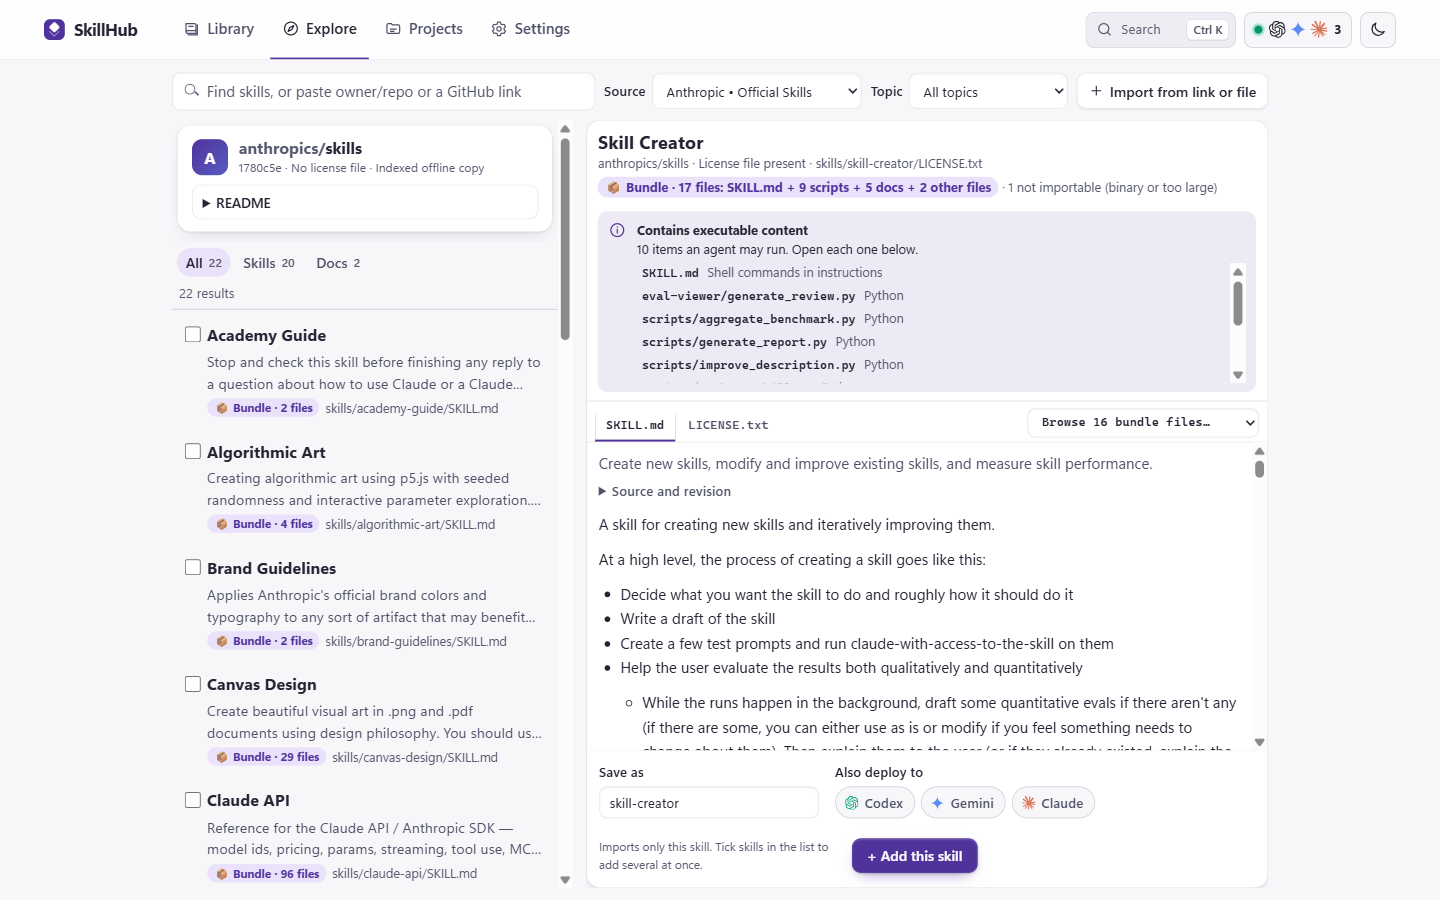 SkillHub
Library
Explore
Projects
Settings
Search
Ctrl K
3
Find skills, or paste owner/repo or a GitHub link
Source
Anthropic • Official Skills
Topic
All topics
+ Import from link or file
A
anthropics/skills
1780c5e · No license file · Indexed offline copy
README
All 22
Skills 20
Docs 2
22 results
Academy Guide
Stop and check this skill before finishing any reply to
a question about how to use Claude or a Claude...
Bundle · 2 files
skills/academy-guide/SKILL.md
Algorithmic Art
Creating algorithmic art using p5.js with seeded
randomness and interactive parameter exploration....
Bundle · 4 files
skills/algorithmic-art/SKILL.md
Brand Guidelines
Applies Anthropic's official brand colors and
typography to any sort of artifact that may benefit...
Bundle · 2 files
skills/brand-guidelines/SKILL.md
Canvas Design
Create beautiful visual art in .png and .pdf
documents using design philosophy. You should us...
Bundle · 29 files
skills/canvas-design/SKILL.md
Claude API
Reference for the Claude API / Anthropic SDK —
model ids, pricing, params, streaming, tool use, MC...
Bundle · 96 files
skills/claude-api/SKILL.md
Skill Creator
anthropics/skills · License file present · skills/skill-creator/LICENSE.txt
Bundle · 17 files: SKILL.md + 9 scripts + 5 docs + 2 other files
· 1 not importable (binary or too large)
Contains executable content
10 items an agent may run. Open each one below.
SKILL.md Shell commands in instructions
eval-viewer/generate_review.py Python
scripts/aggregate_benchmark.py Python
scripts/generate_report.py Python
scripts/improve_description.py Python
SKILL.md
LICENSE.txt
Browse 16 bundle files…
Create new skills, modify and improve existing skills, and measure skill performance.
Source and revision
A skill for creating new skills and iteratively improving them.
At a high level, the process of creating a skill goes like this:
• Decide what you want the skill to do and roughly how it should do it
• Write a draft of the skill
• Create a few test prompts and run claude-with-access-to-the-skill on them
• Help the user evaluate the results both qualitatively and quantitatively
◦ While the runs happen in the background, draft some quantitative evals if there aren't any
(if there are some, you can either use as is or modify if you feel something needs to
change about them). Then explain them to the user (or if they already existed, explain the
Save as
skill-creator
Also deploy to
Codex
Gemini
Claude
Imports only this skill. Tick skills in the list to
add several at once.
+ Add this skill